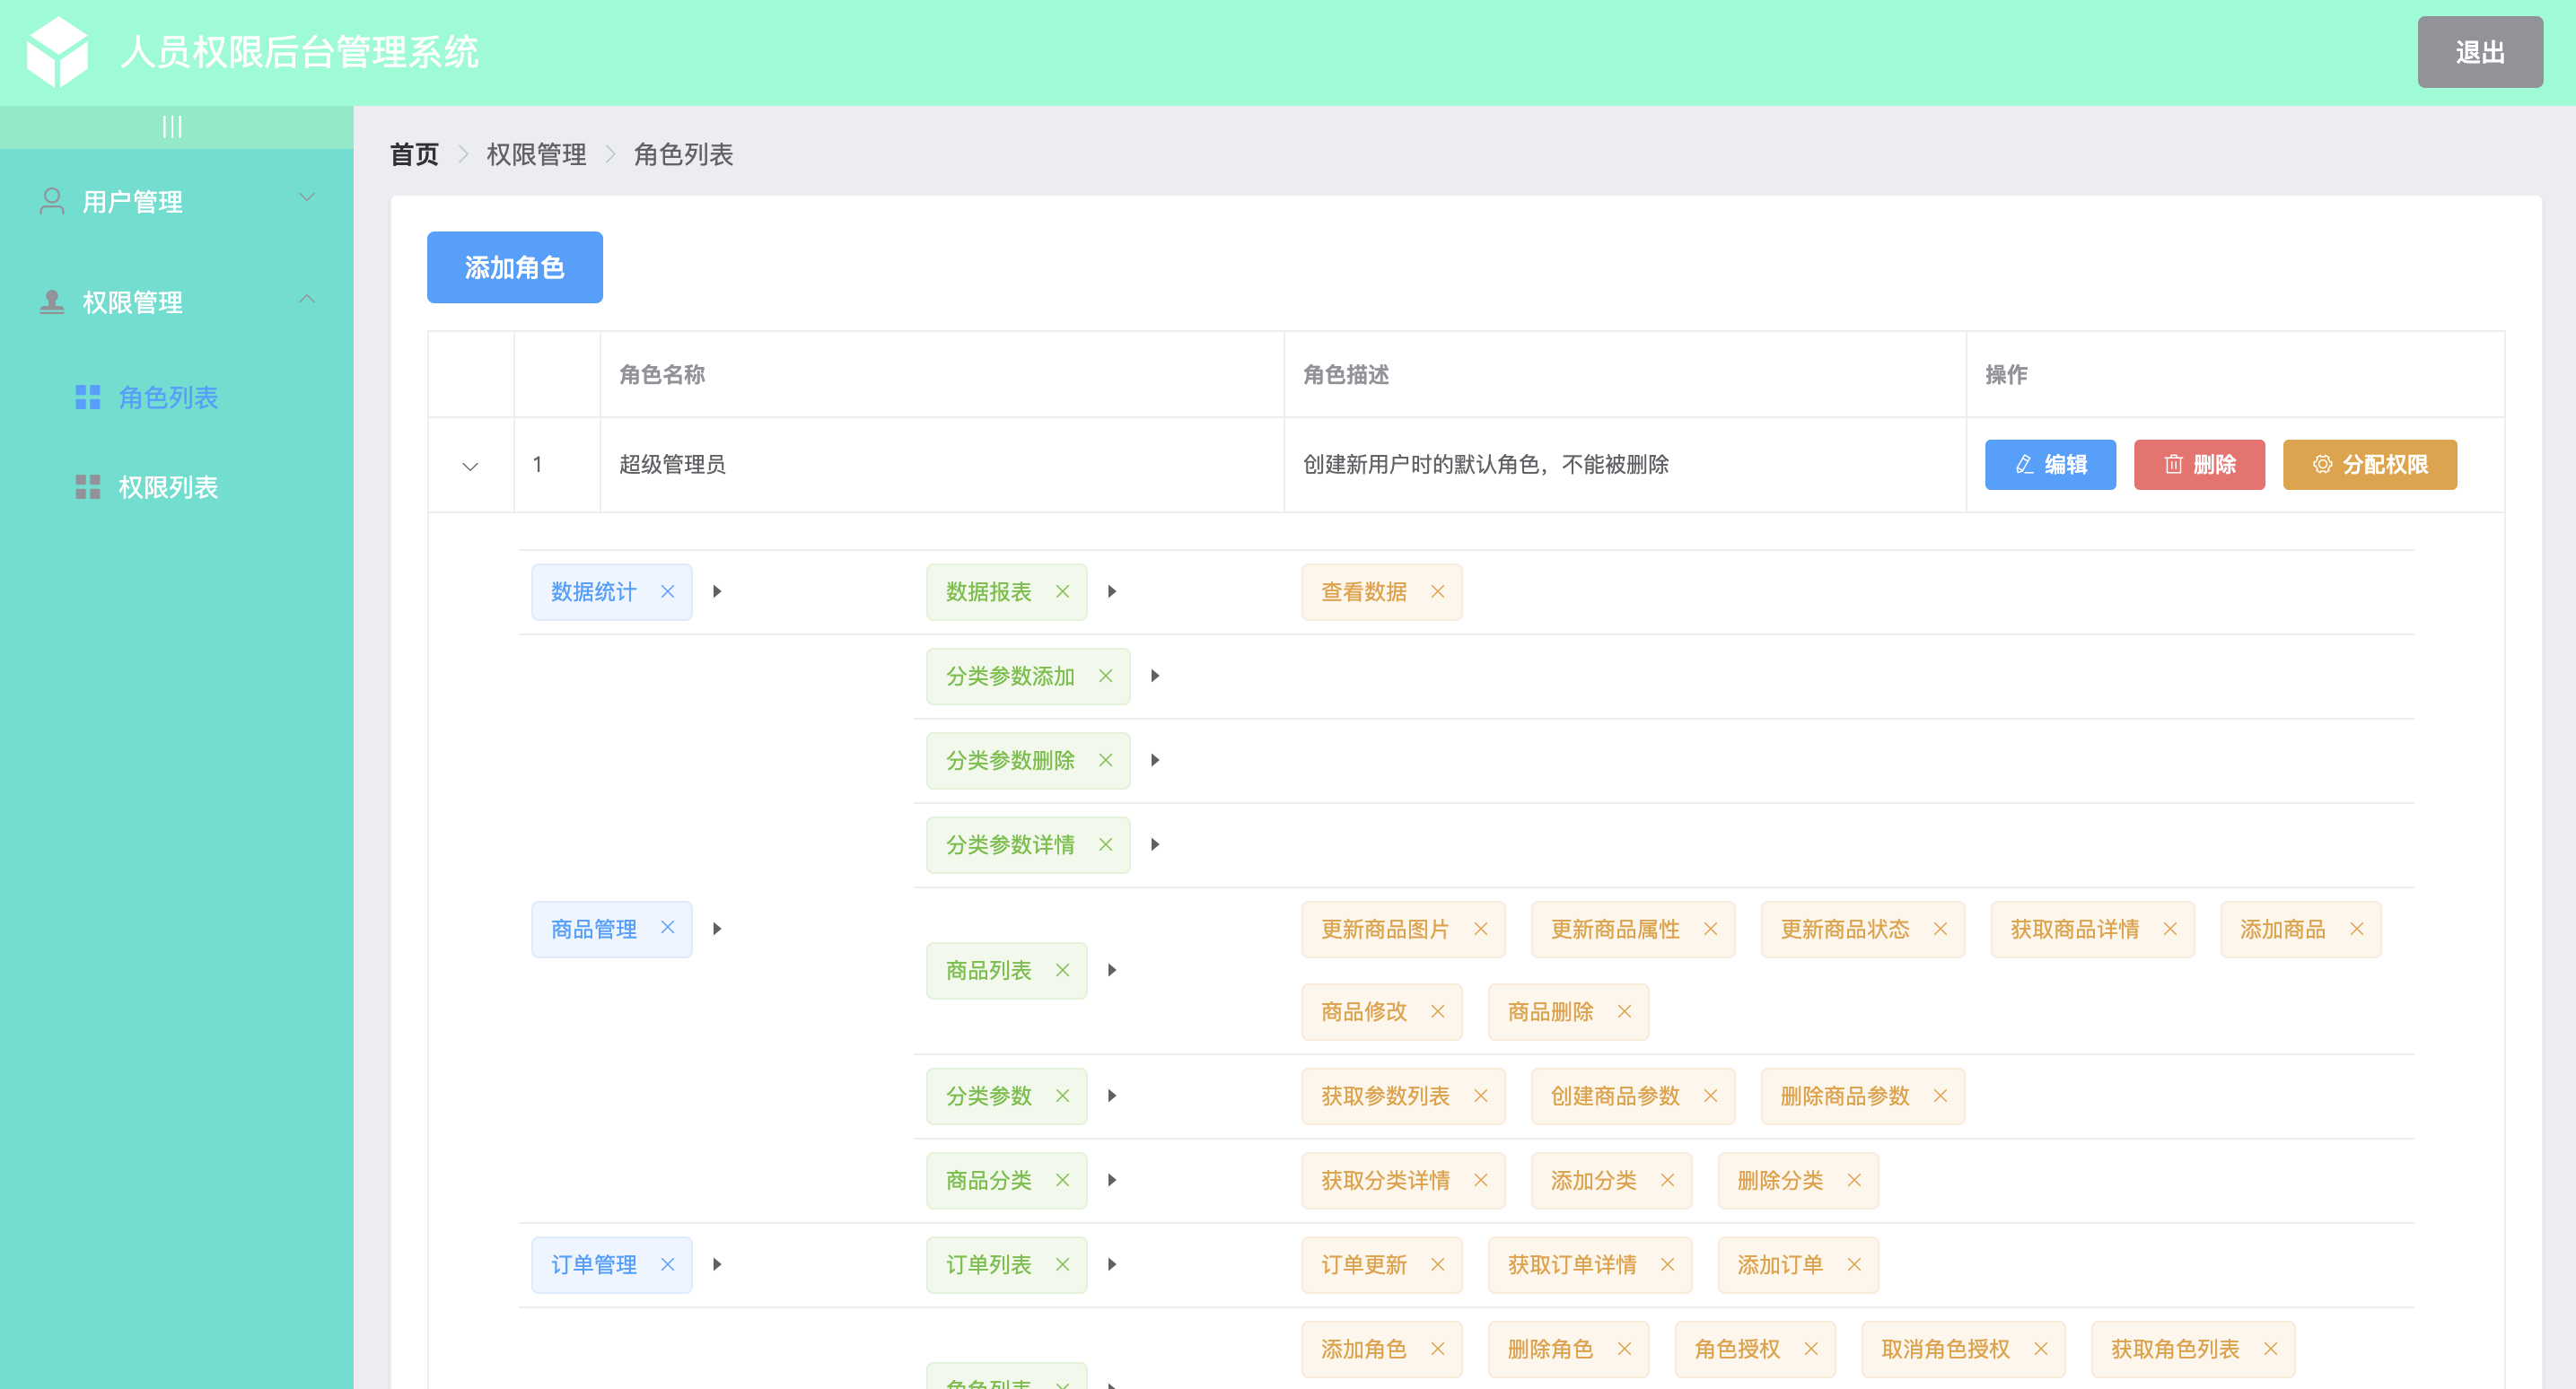 人员权限后台管理系统
退出
首页 权限管理 角色列表
用户管理
权限管理
角色列表
权限列表
添加角色
角色名称 角色描述 操作
1 超级管理员 创建新用户时的默认角色，不能被删除 编辑 删除 分配权限
数据统计 数据报表 查看数据
分类参数添加
分类参数删除
分类参数详情
商品管理 商品列表 更新商品图片 更新商品属性 更新商品状态 获取商品详情 添加商品
商品修改 商品删除
分类参数 获取参数列表 创建商品参数 删除商品参数
商品分类 获取分类详情 添加分类 删除分类
订单管理 订单列表 订单更新 获取订单详情 添加订单
添加角色 删除角色 角色授权 取消角色授权 获取角色列表
角色列表